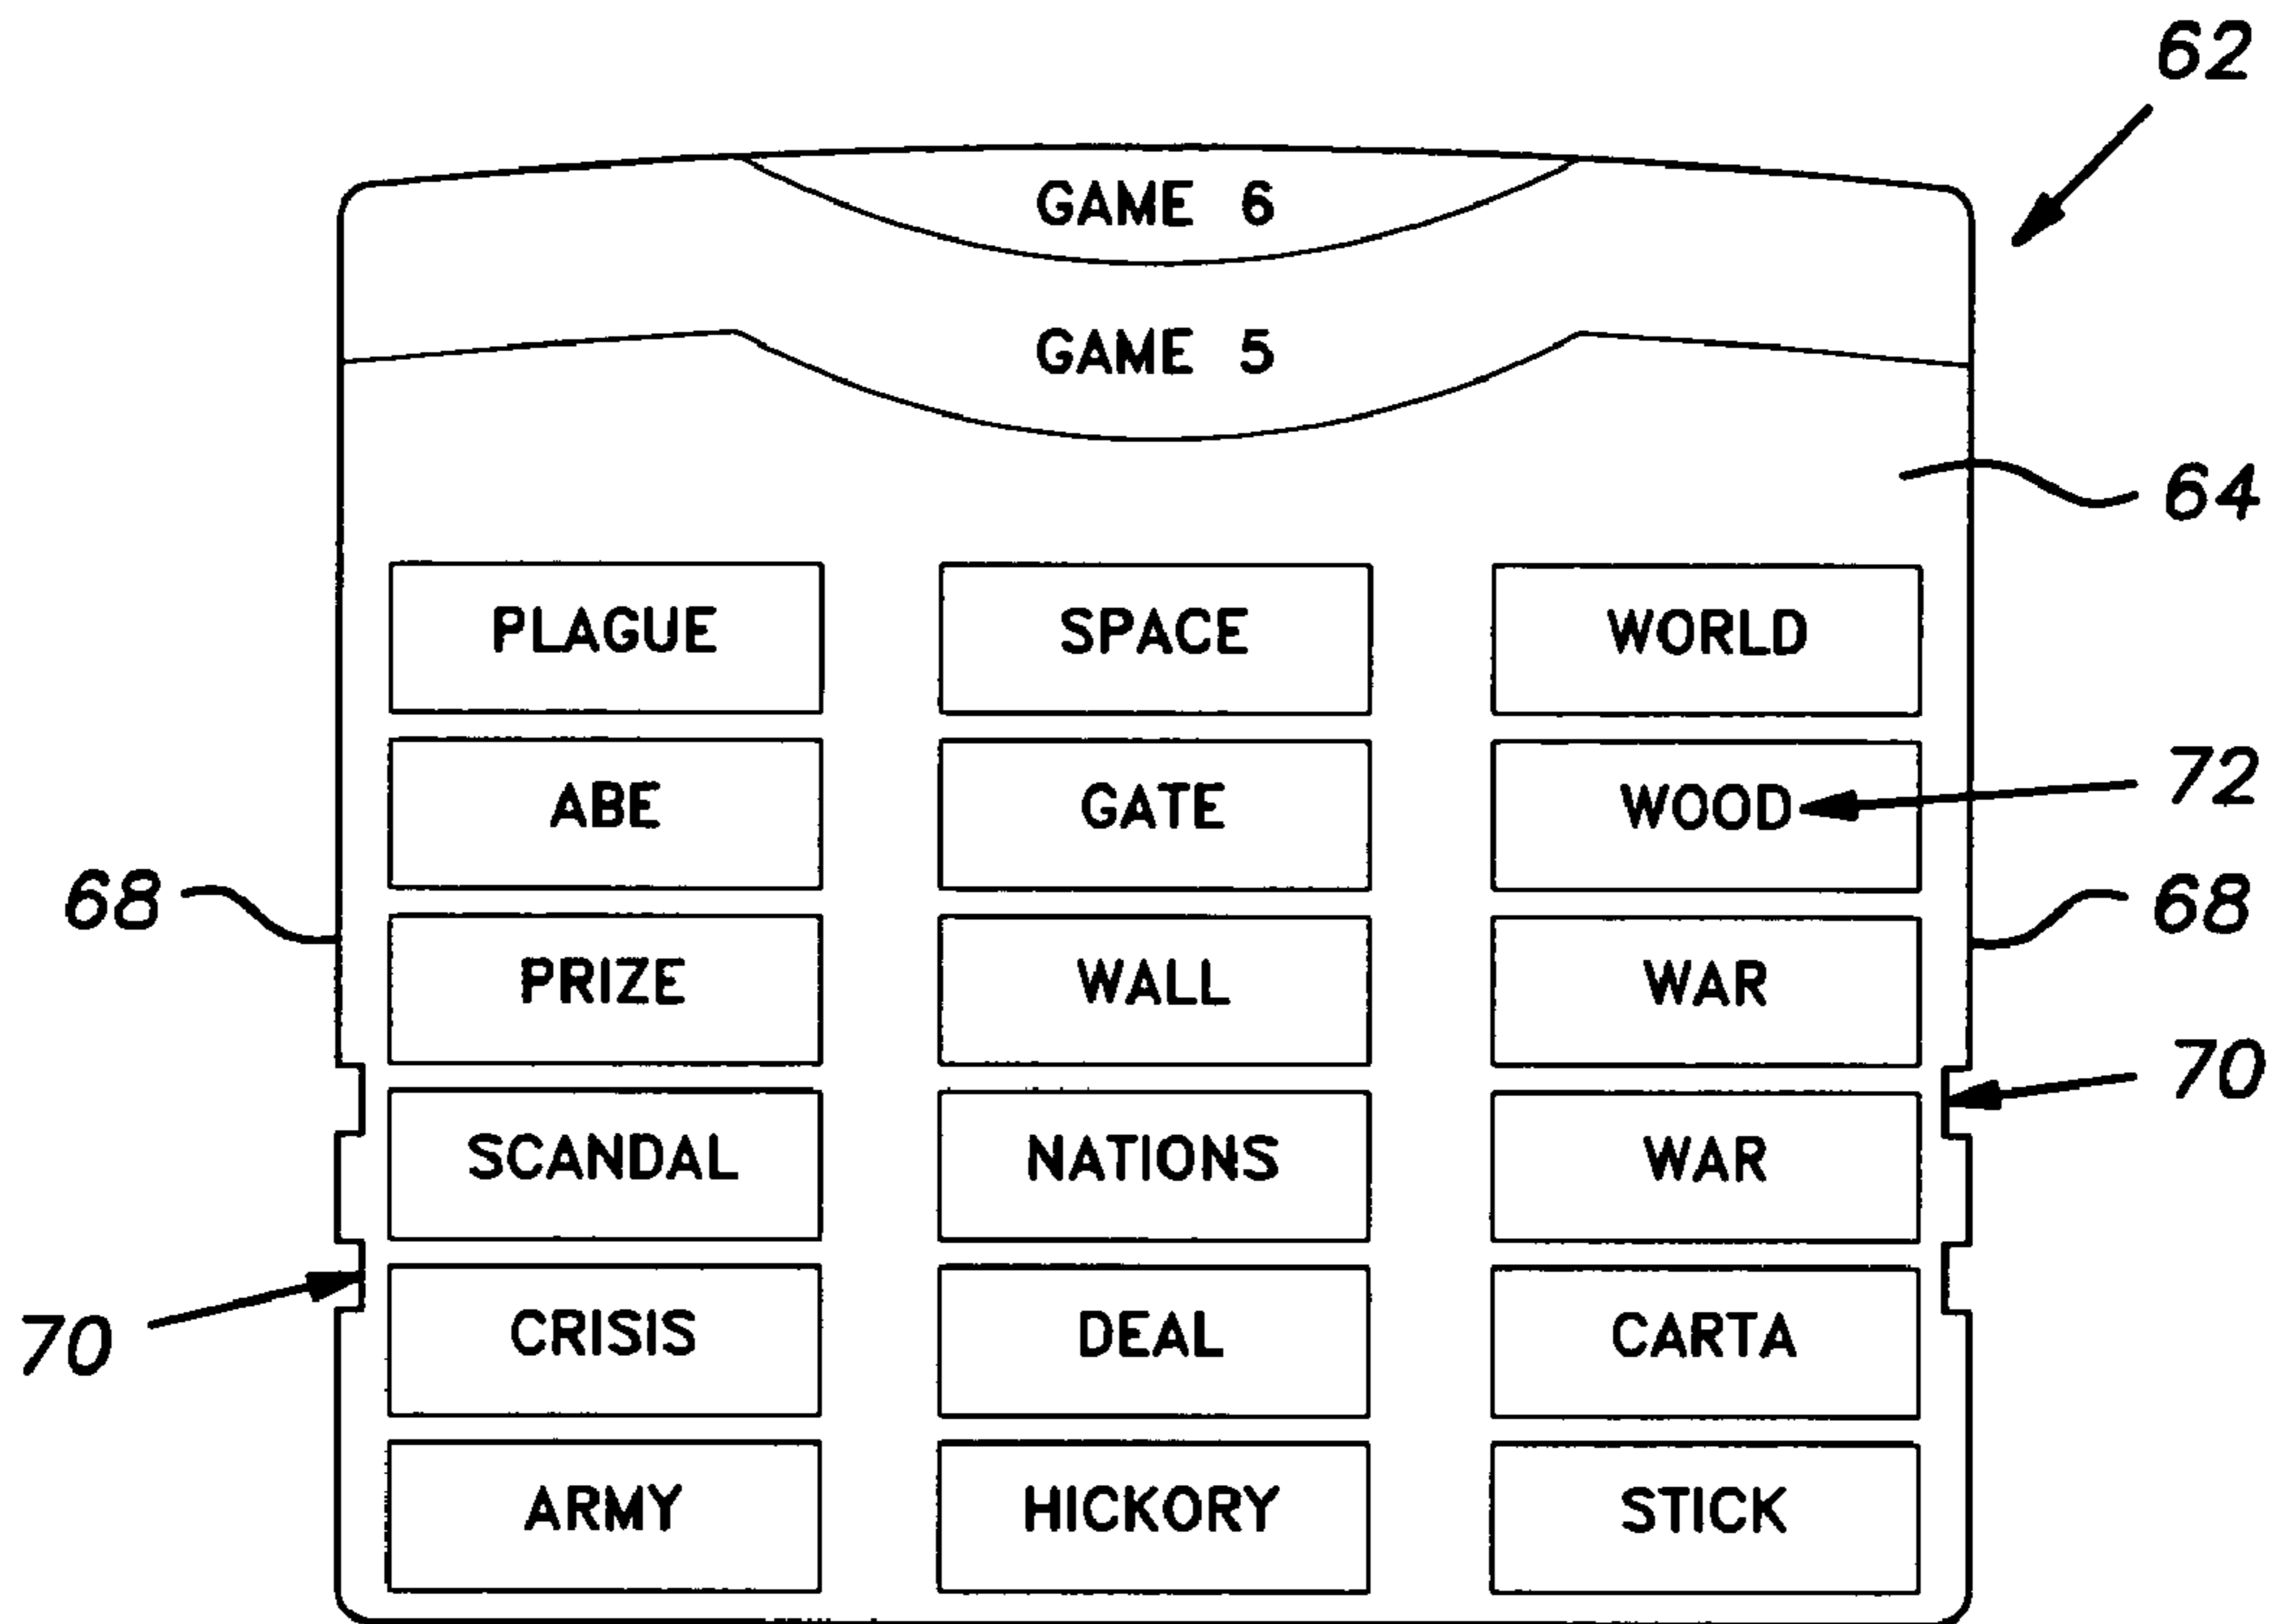 62
GAME 6
GAME 5
64
PLAGUE SPACE WORLD
ABE GATE WOOD 72
68 68
PRIZE WALL WAR
70
SCANDAL NATIONS WAR
70 CRISIS DEAL CARTA
ARMY HICKORY STICK